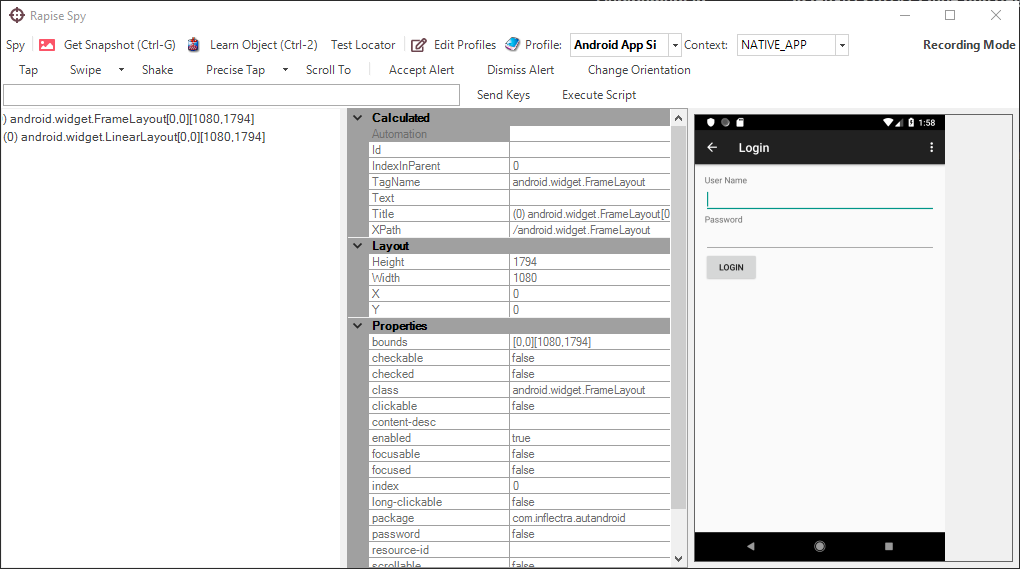 Rapise Spy
Spy Get Snapshot (Ctrl-G) Learn Object (Ctrl-2) Test Locator Edit Profiles Profile: Android App Si Context: NATIVE_APP Recording Mode
Tap Swipe Shake Precise Tap Scroll To Accept Alert Dismiss Alert Change Orientation
Send Keys Execute Script
) android.widget.FrameLayout[0,0][1080,1794]
(0) android.widget.LinearLayout[0,0][1080,1794]
Calculated
Automation
Id
IndexInParent 0
TagName android.widget.FrameLayout
Text
Title (0) android.widget.FrameLayout[0
XPath /android.widget.FrameLayout
Layout
Height 1794
Width 1080
X 0
Y 0
Properties
bounds [0,0][1080,1794]
checkable false
checked false
class android.widget.FrameLayout
clickable false
content-desc
enabled true
focusable false
focused false
index 0
long-clickable false
package com.inflectra.autandroid
password false
resource-id
scrollable false
1:58
Login
User Name
Password
LOGIN